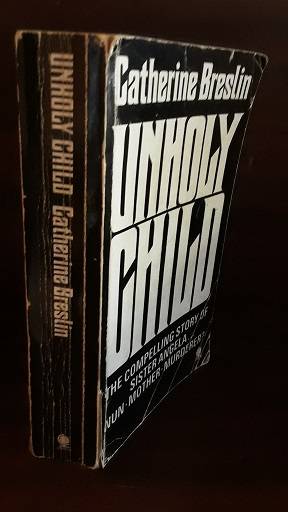 UNHOLY CHILD Catherine Breslin
Catherine Breslin
UNHOLY
CHILD
THE COMPELLING STORY OF
SISTER ANGELA
NUN·MOTHER·MURDERER?